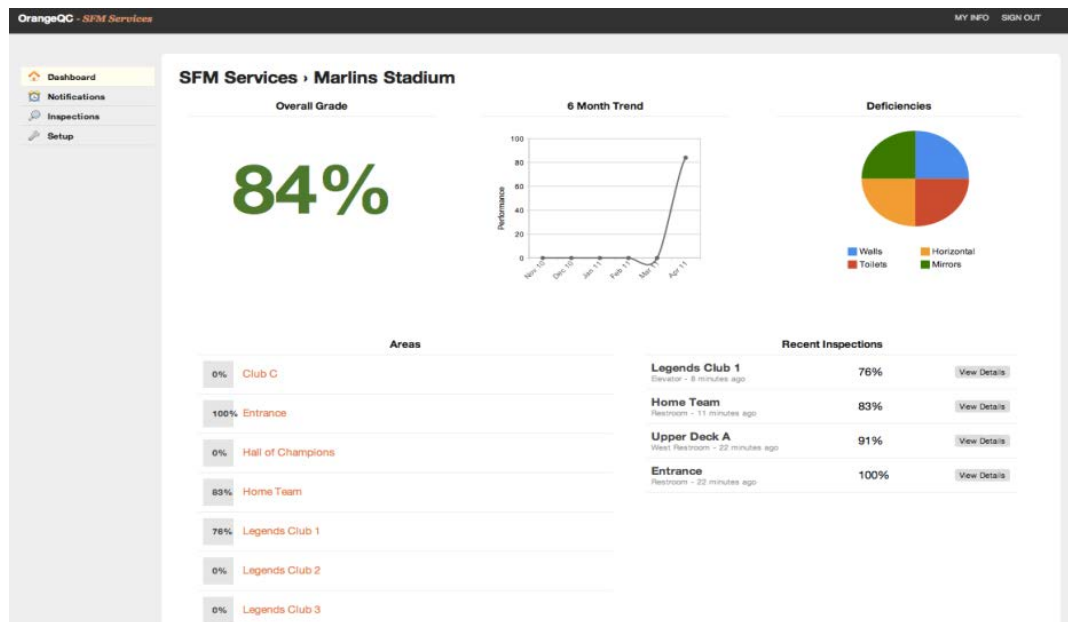 OrangeQC - SFM Services
MY INFO SIGN OUT
Dashboard
Notifications
Inspections
Setup
SFM Services › Marlins Stadium
Overall Grade
84%
6 Month Trend
100
80
60
40
20
0
Performance
Nov 10 Dec 10 Jan 11 Feb 11 Mar 11 Apr 11
Deficiencies
Walls Horizontal
Toilets Mirrors
Areas
0% Club C
100% Entrance
0% Hall of Champions
83% Home Team
76% Legends Club 1
0% Legends Club 2
0% Legends Club 3
Recent Inspections
Legends Club 1 76% View Details
Elevator - 8 minutes ago
Home Team 83% View Details
Restroom - 11 minutes ago
Upper Deck A 91% View Details
West Restroom - 22 minutes ago
Entrance 100% View Details
Restroom - 22 minutes ago